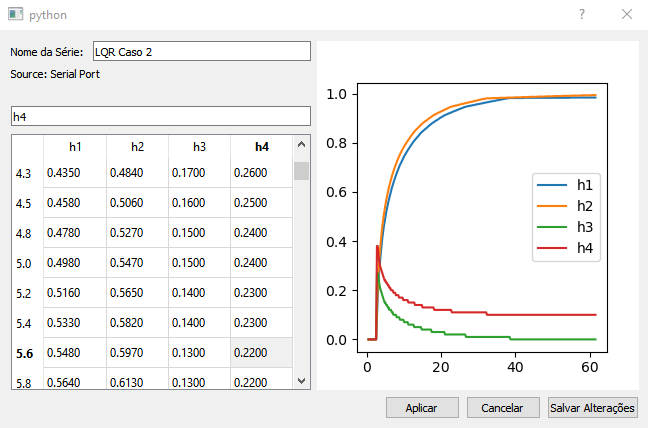 python
Nome da Série: LQR Caso 2
Source: Serial Port
h4
h1 h2 h3 h4
4.3 0.4350 0.4840 0.1700 0.2600
4.5 0.4580 0.5060 0.1600 0.2500
4.8 0.4780 0.5270 0.1500 0.2400
5.0 0.4980 0.5470 0.1500 0.2400
5.2 0.5160 0.5650 0.1400 0.2300
5.4 0.5330 0.5820 0.1400 0.2300
5.6 0.5480 0.5970 0.1300 0.2200
5.8 0.5640 0.6130 0.1300 0.2200
1.0
0.8
0.6
0.4
0.2
0.0
0 20 40 60
h1
h2
h3
h4
Aplicar Cancelar Salvar Alterações